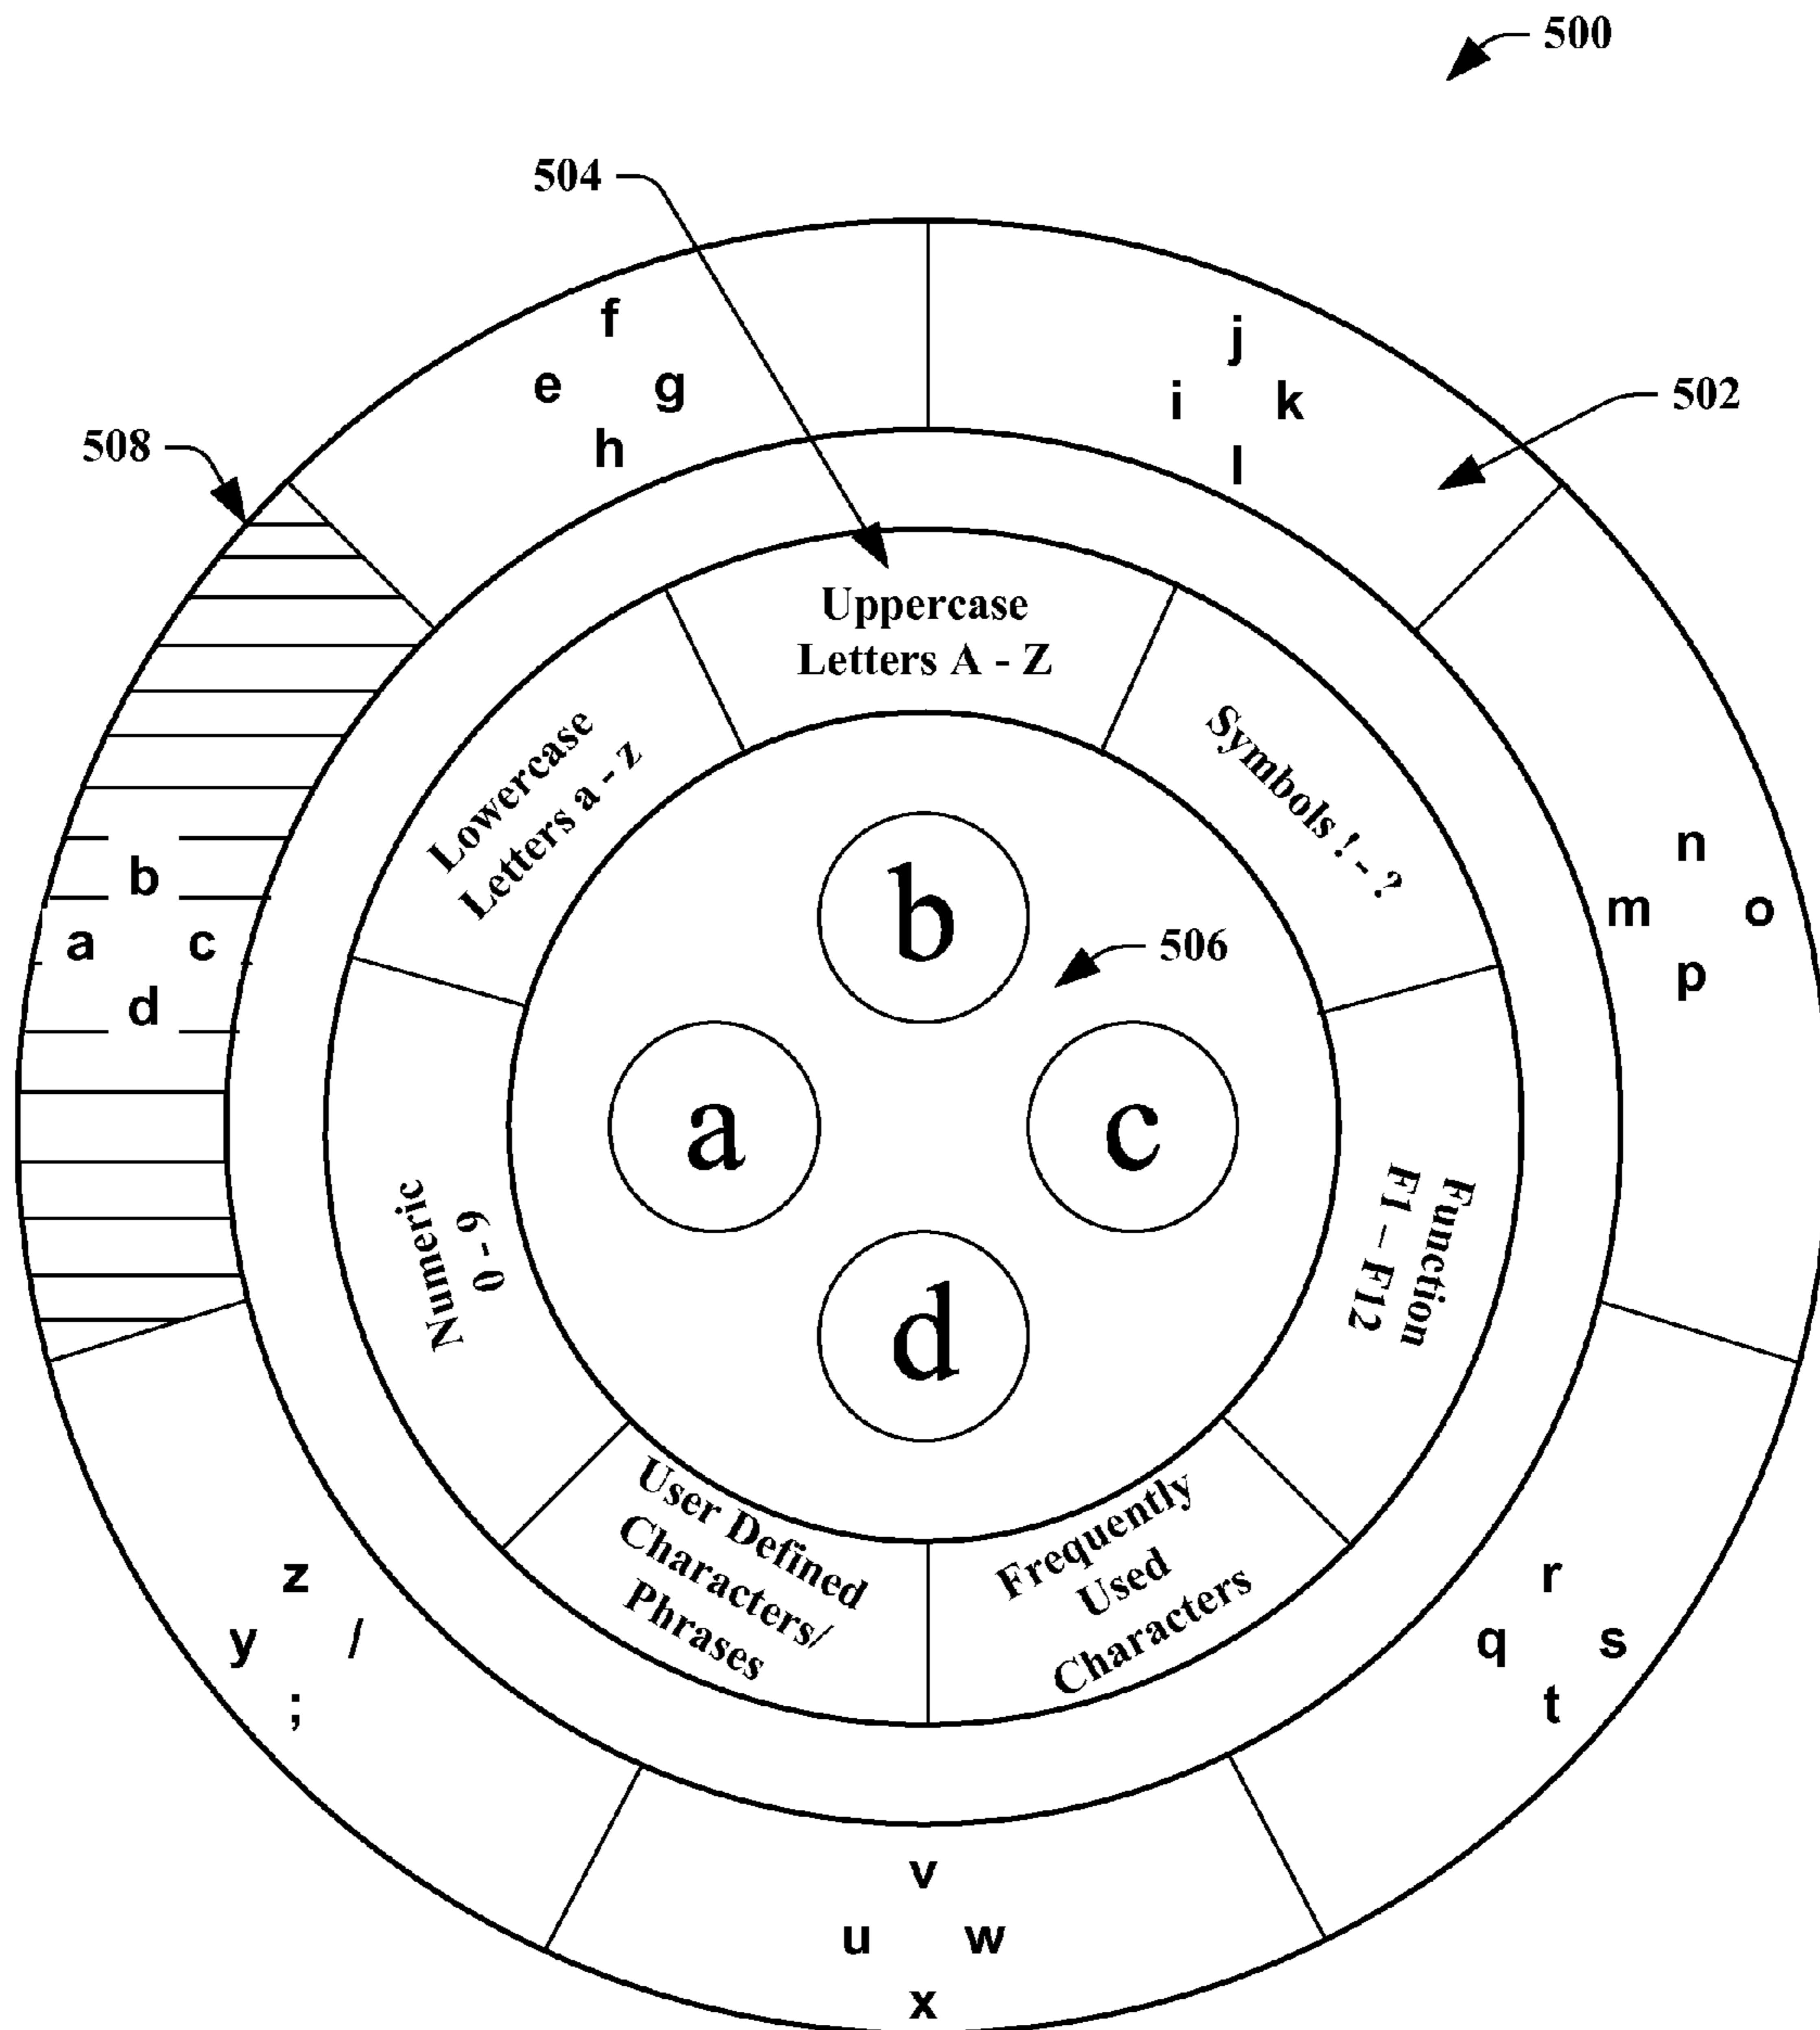 500
504
f
j
e g
i k
502
508
h
l
Uppercase
Letters A - Z
Lowercase
Letters a - z
Symbols ! - ?
b
n
b
m o
a c
506
d
p
a
c
Numeric
0 - 9
Function
F1 – F12
d
User Defined
Characters/
Phrases
Frequently
Used
Characters
z
r
y /
q s
;
t
v
u w
x